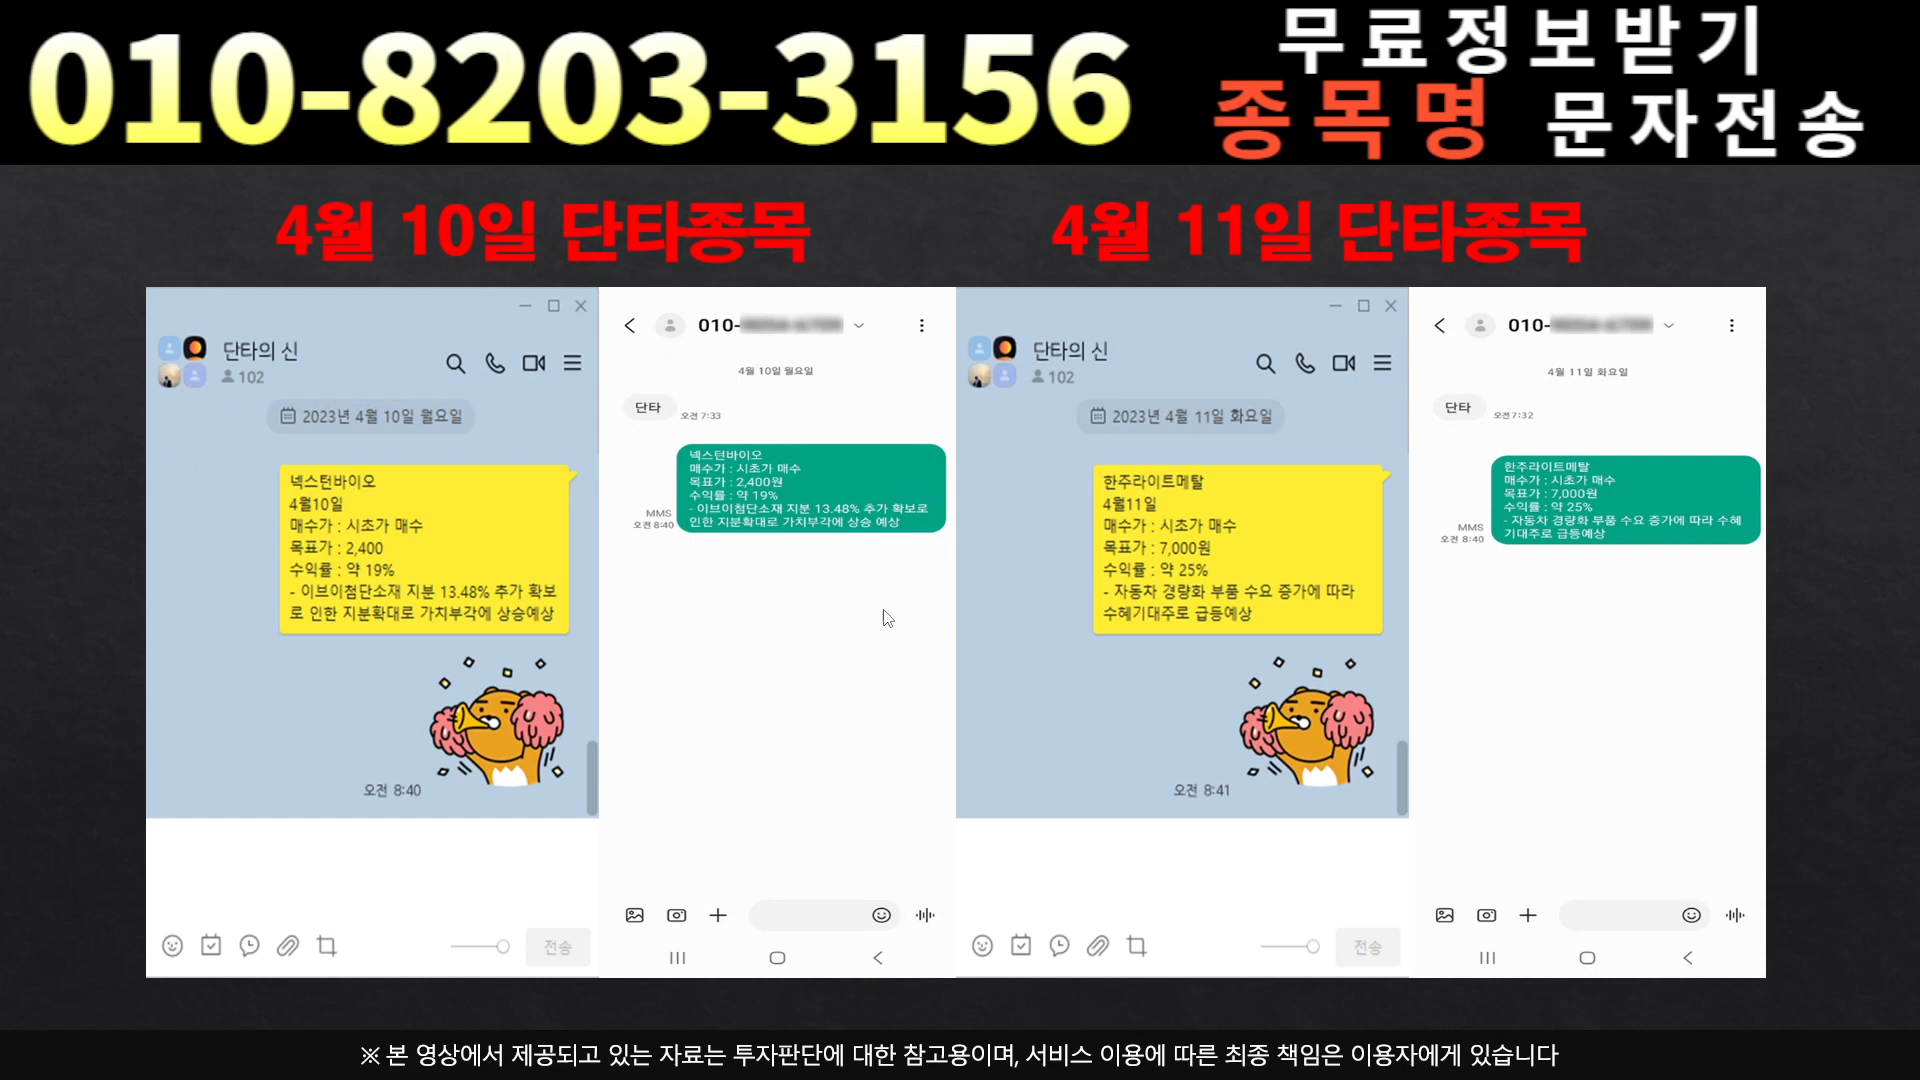 010-8203-3156
무료정보받기
종목명 문자전송
4월 10일 단타종목
4월 11일 단타종목
단타의 신
102
2023년 4월 10일 월요일
넥스턴바이오
4월10일
매수가 : 시초가 매수
목표가 : 2,400
수익률 : 약 19%
- 이브이첨단소재 지분 13.48% 추가 확보
로 인한 지분확대로 가치부각에 상승예상
오전 8:40
전송
010-
4월 10일 월요일
단타
오전 7:33
넥스턴바이오
매수가 : 시초가 매수
목표가 : 2,400원
수익률 : 약 19%
- 이브이첨단소재 지분 13.48% 추가 확보로
인한 지분확대로 가치부각에 상승 예상
MMS
오전 8:40
단타의 신
102
2023년 4월 11일 화요일
한주라이트메탈
4월11일
매수가 : 시초가 매수
목표가 : 7,000원
수익률 : 약 25%
- 자동차 경량화 부품 수요 증가에 따라
수혜기대주로 급등예상
오전 8:41
전송
010-
4월 11일 화요일
단타
오전 7:32
한주라이트메탈
매수가 : 시초가 매수
목표가 : 7,000원
수익률 : 약 25%
- 자동차 경량화 부품 수요 증가에 따라 수혜
기대주로 급등예상
MMS
오전 8:40
※ 본 영상에서 제공되고 있는 자료는 투자판단에 대한 참고용이며, 서비스 이용에 따른 최종 책임은 이용자에게 있습니다